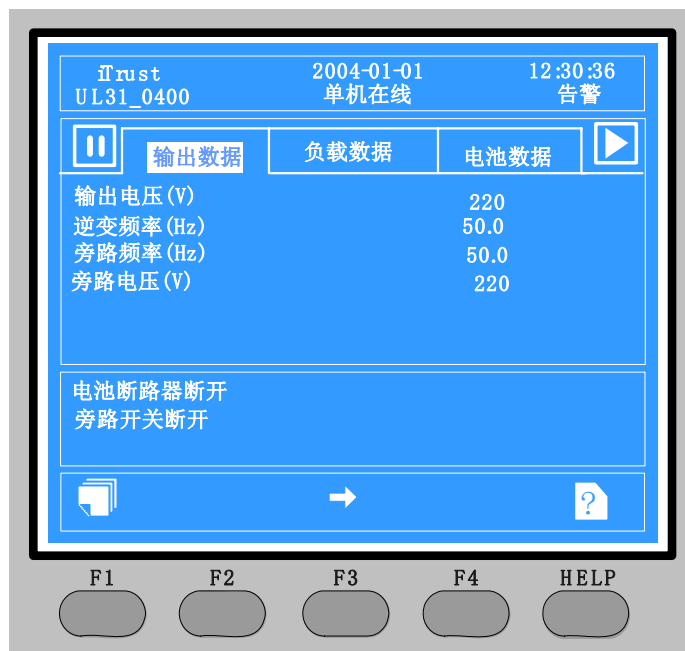 iTrust 2004-01-01 12:30:36
UL31_0400 单机在线 告警
输出数据 负载数据 电池数据
输出电压(V) 220
逆变频率(Hz) 50.0
旁路频率(Hz) 50.0
旁路电压(V) 220
电池断路器断开
旁路开关断开
?
F1 F2 F3 F4 HELP